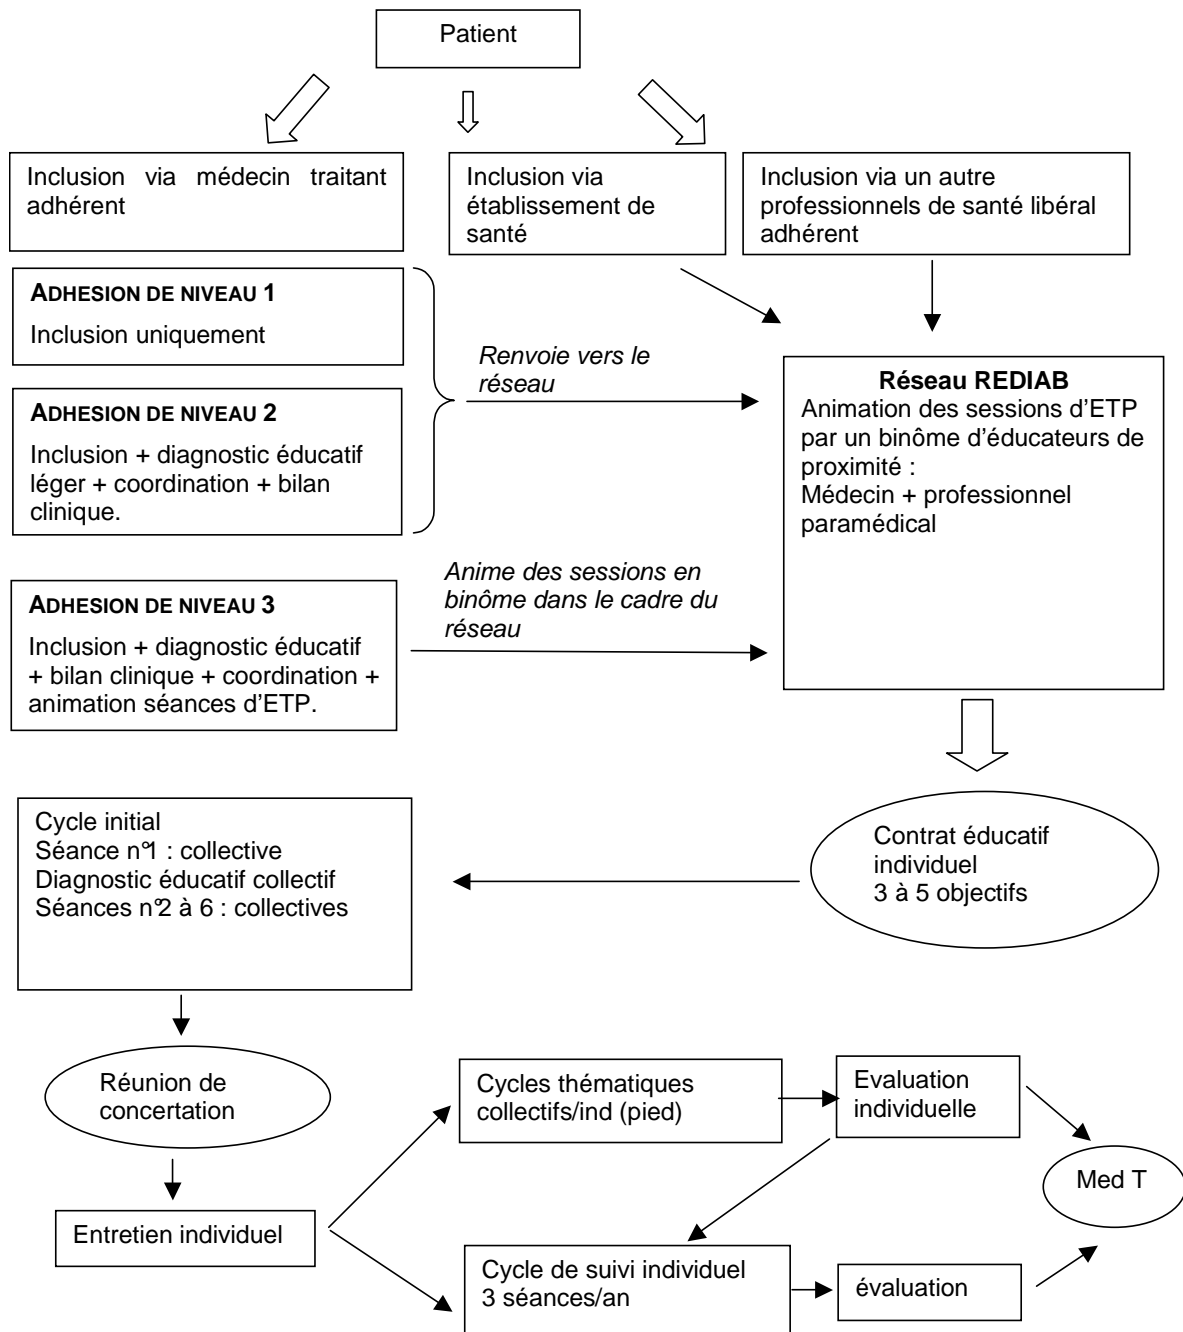 Patient
Inclusion via médecin traitant
adhérent
Inclusion via
établissement de
santé
Inclusion via un autre
professionnels de santé libéral
adhérent
ADHESION DE NIVEAU 1
Inclusion uniquement
ADHESION DE NIVEAU 2
Inclusion + diagnostic éducatif
léger + coordination + bilan
clinique.
Renvoie vers le
réseau
Réseau REDIAB
Animation des sessions d'ETP
par un binôme d'éducateurs de
proximité :
Médecin + professionnel
paramédical
ADHESION DE NIVEAU 3
Inclusion + diagnostic éducatif
+ bilan clinique + coordination +
animation séances d'ETP.
Anime des sessions en
binôme dans le cadre du
réseau
Contrat éducatif
individuel
3 à 5 objectifs
Cycle initial
Séance n°1 : collective
Diagnostic éducatif collectif
Séances n°2 à 6 : collectives
Réunion de
concertation
Entretien individuel
Cycles thématiques
collectifs/ind (pied)
Evaluation
individuelle
Med T
Cycle de suivi individuel
3 séances/an
évaluation